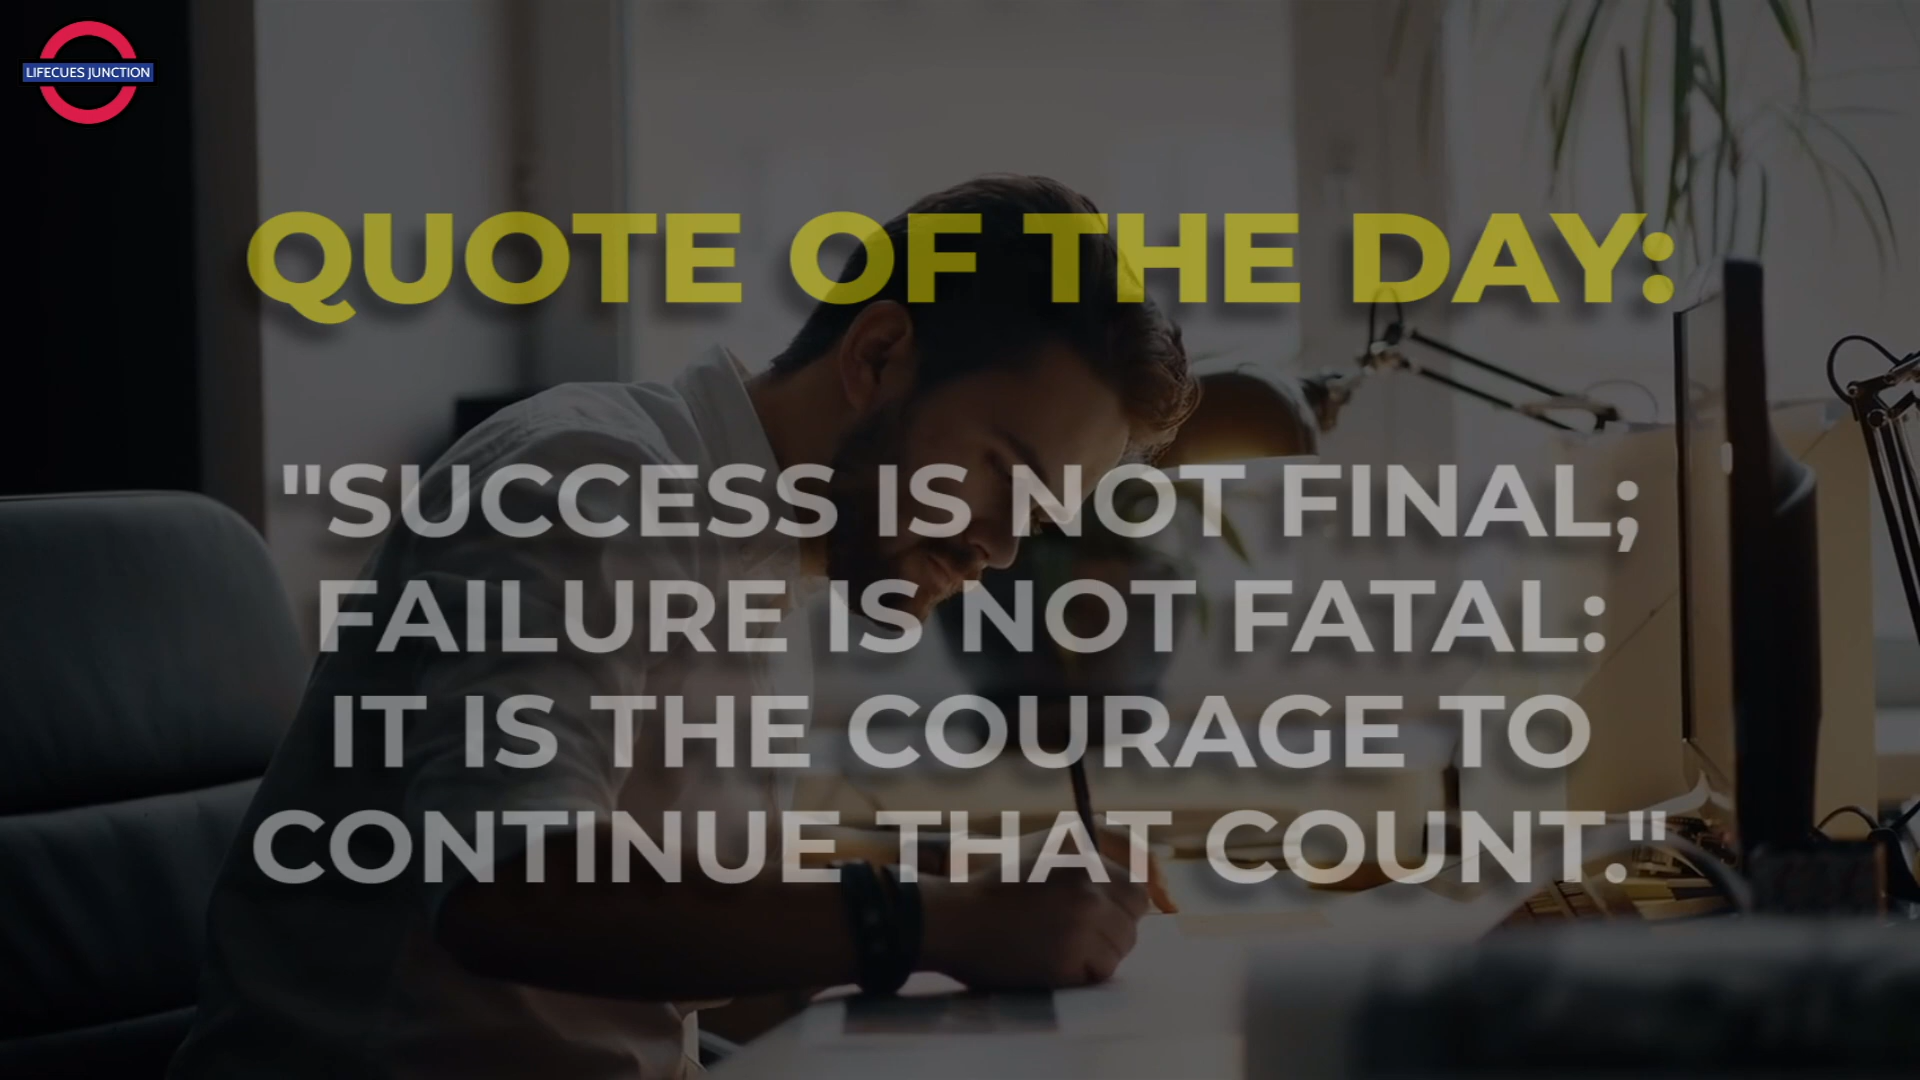 LIFECUES JUNCTION
QUOTE OF THE DAY:
"SUCCESS IS NOT FINAL;
FAILURE IS NOT FATAL:
IT IS THE COURAGE TO
CONTINUE THAT COUNT."